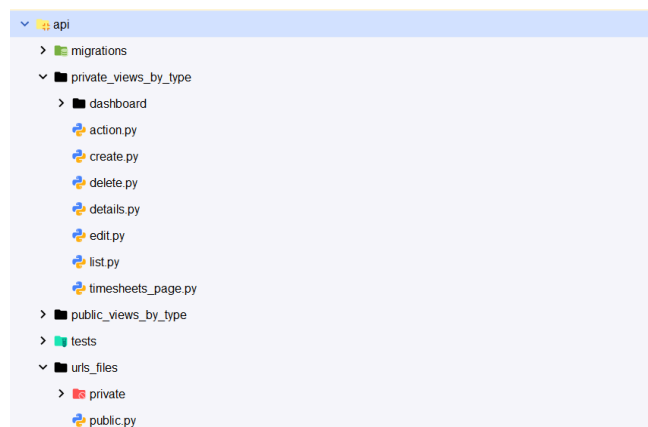 api
migrations
private_views_by_type
dashboard
action.py
create.py
delete.py
details.py
edit.py
list.py
timesheets_page.py
public_views_by_type
tests
urls_files
private
public.py